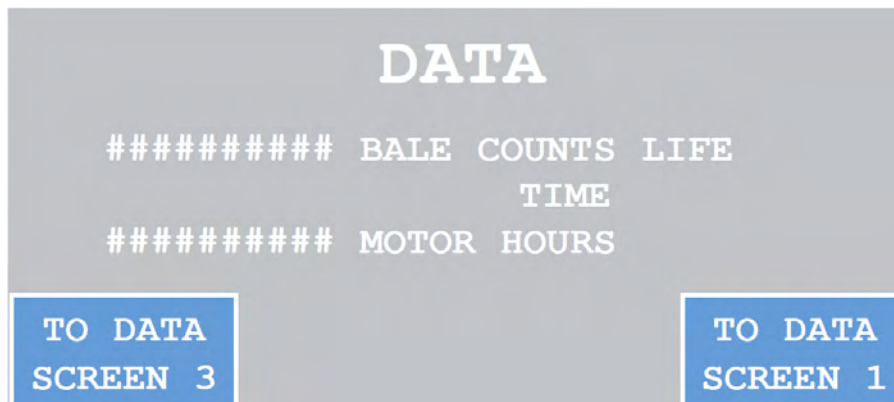 DATA
########## BALE COUNTS LIFE
TIME
########## MOTOR HOURS
TO DATA
SCREEN 3
TO DATA
SCREEN 1